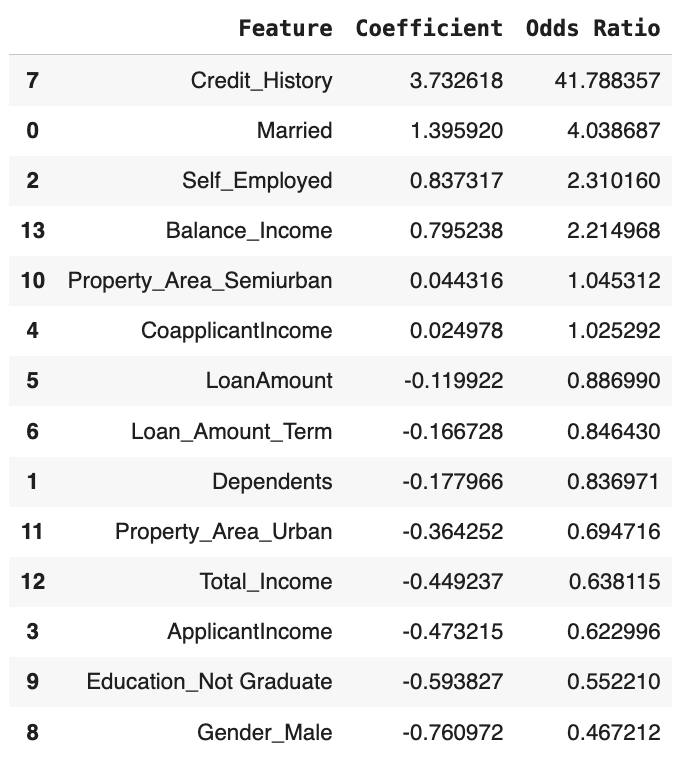 Feature Coefficient Odds Ratio
7 Credit_History 3.732618 41.788357
0 Married 1.395920 4.038687
2 Self_Employed 0.837317 2.310160
13 Balance_Income 0.795238 2.214968
10 Property_Area_Semiurban 0.044316 1.045312
4 CoapplicantIncome 0.024978 1.025292
5 LoanAmount -0.119922 0.886990
6 Loan_Amount_Term -0.166728 0.846430
1 Dependents -0.177966 0.836971
11 Property_Area_Urban -0.364252 0.694716
12 Total_Income -0.449237 0.638115
3 ApplicantIncome -0.473215 0.622996
9 Education_Not Graduate -0.593827 0.552210
8 Gender_Male -0.760972 0.467212